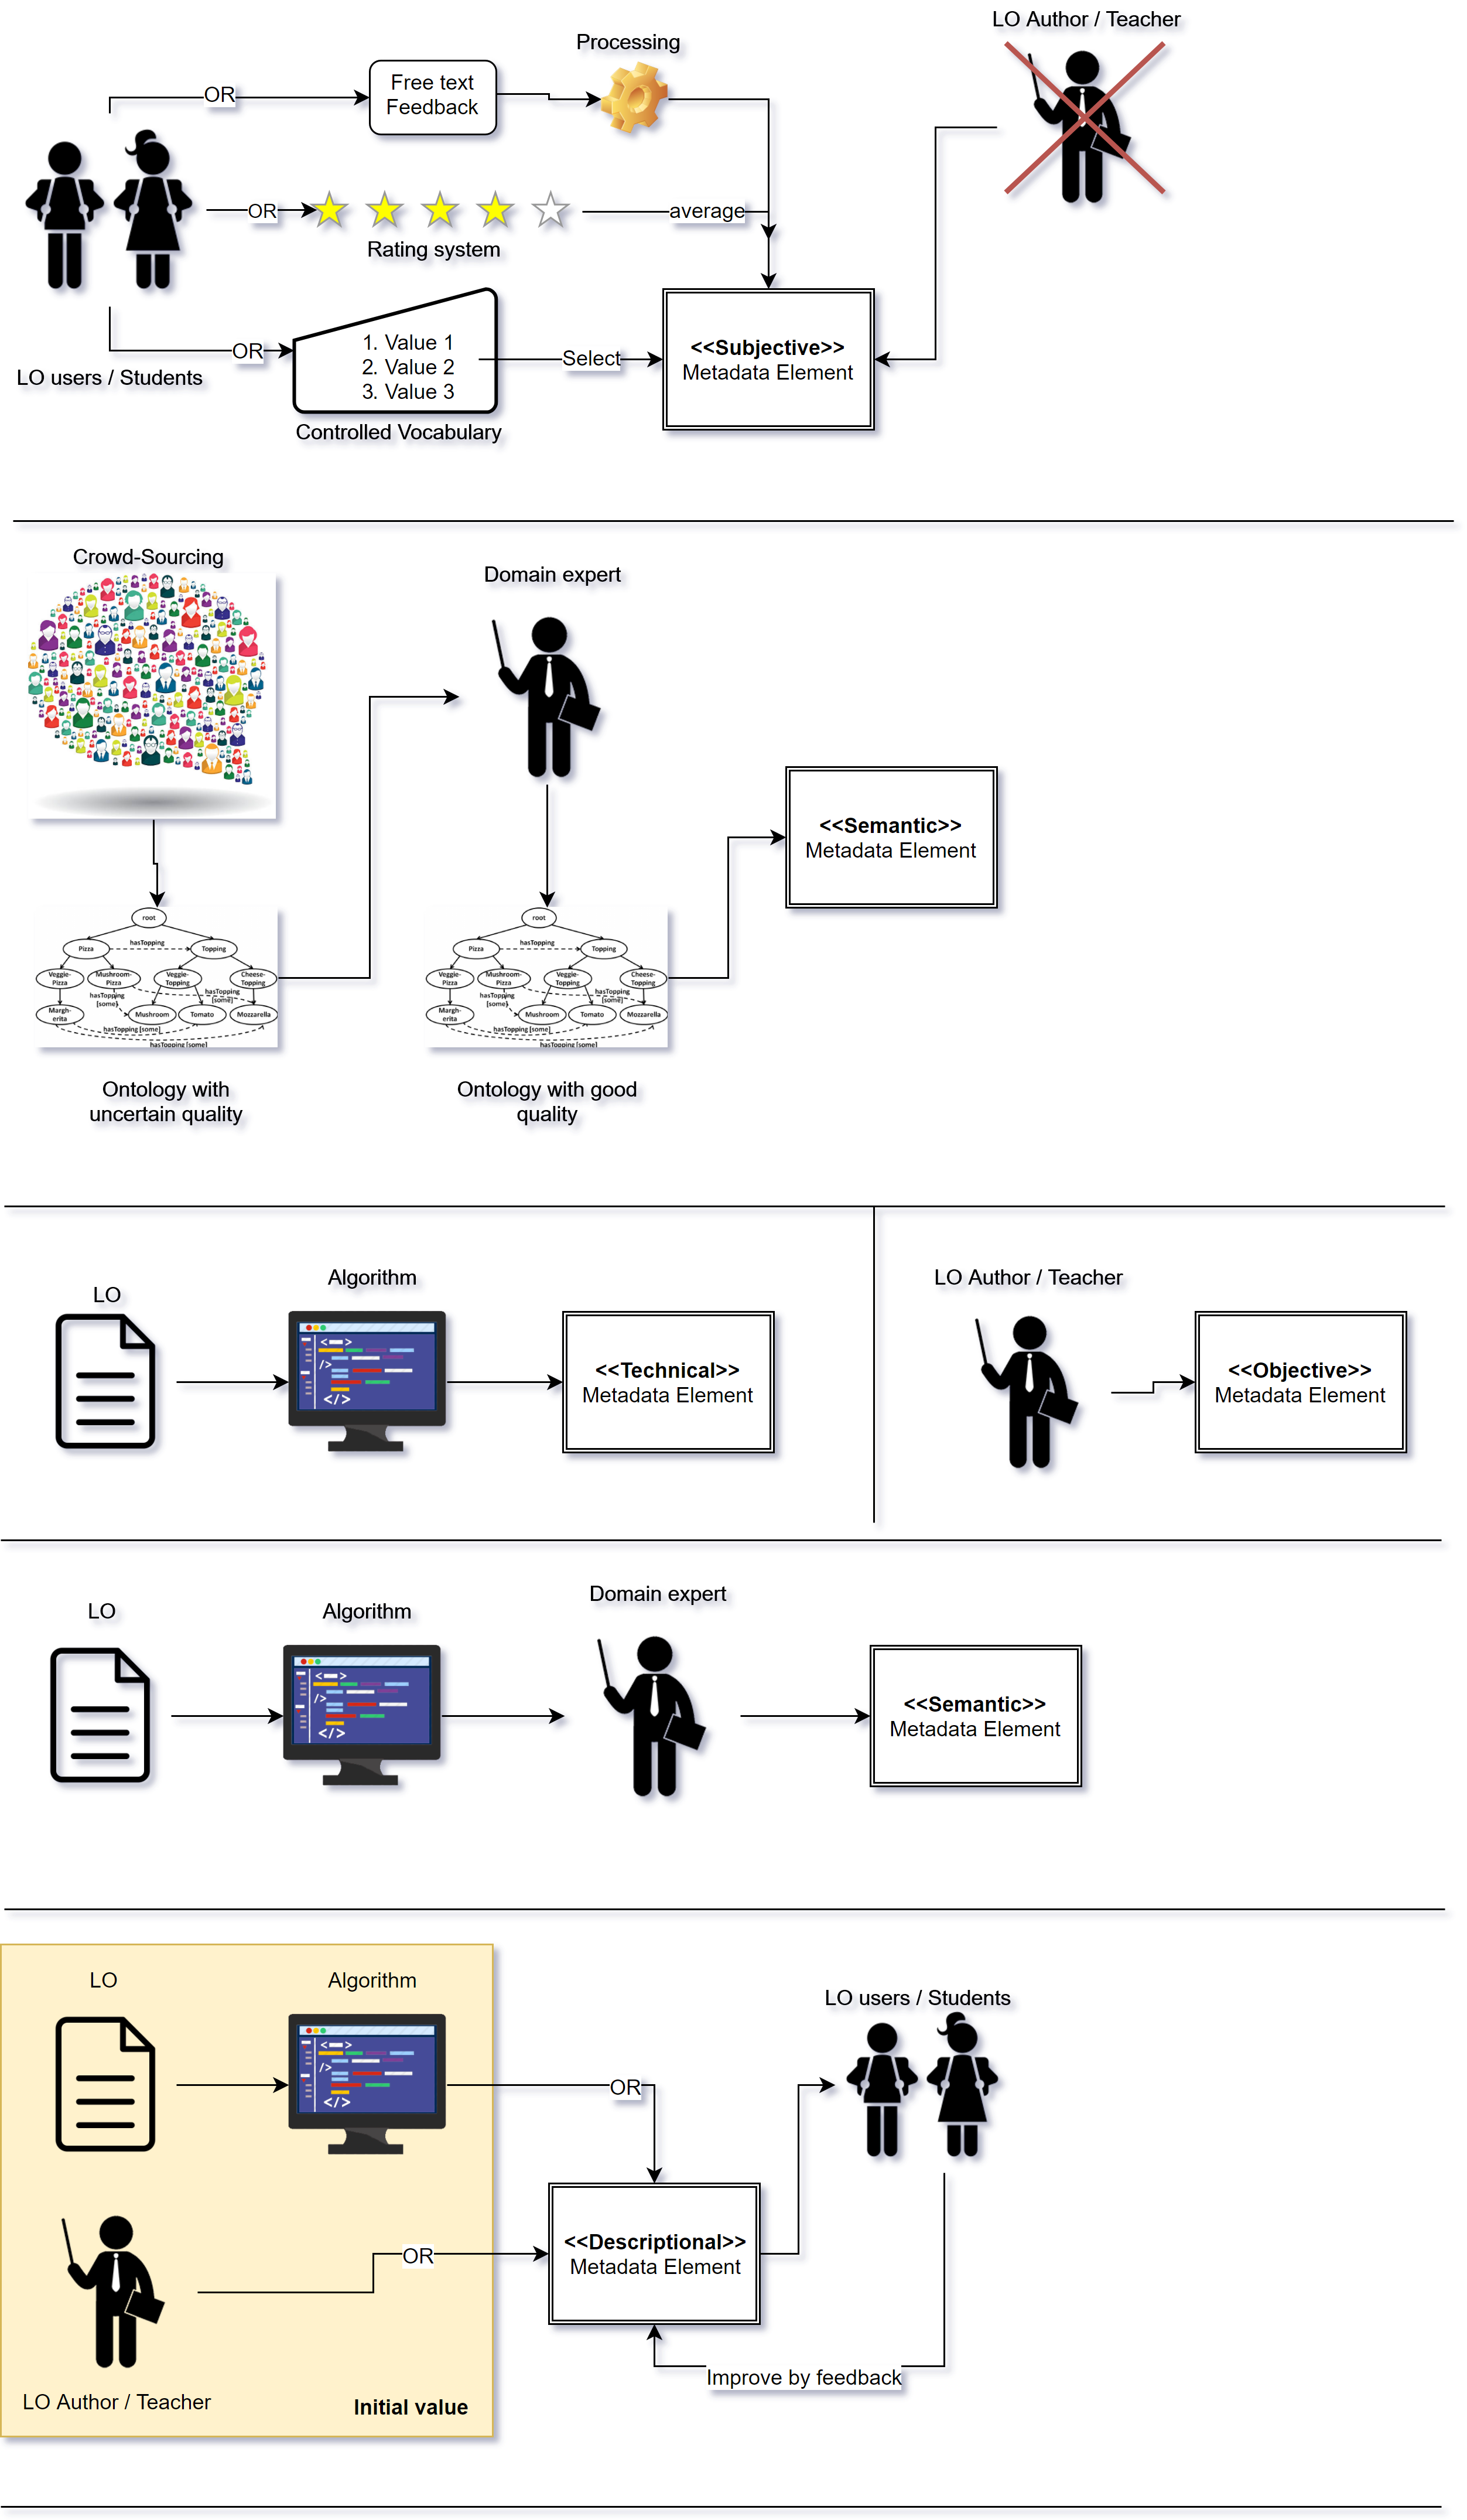 LO Author / Teacher
Processing
Free text
Feedback
OR
OR
average
Rating system
1. Value 1
2. Value 2
3. Value 3
OR
Select
<<Subjective>>
Metadata Element
LO users / Students
Controlled Vocabulary
Crowd-Sourcing
Domain expert
<<Semantic>>
Metadata Element
root
Pizza
hasTopping
Topping
Veggie-
Pizza
Mushroom-
Pizza
Veggie-
Topping
Cheese-
Topping
hasTopping
[some]
hasTopping
[some]
Margh-
erita
Mushroom
Tomato
Mozzarella
hasTopping [some]
hasTopping [some]
root
Pizza
hasTopping
Topping
Veggie-
Pizza
Mushroom-
Pizza
Veggie-
Topping
Cheese-
Topping
hasTopping
[some]
hasTopping
[some]
Margh-
erita
Mushroom
Tomato
Mozzarella
hasTopping [some]
hasTopping [some]
Ontology with
uncertain quality
Ontology with good
quality
LO
Algorithm
< >
/>
</>
<<Technical>>
Metadata Element
LO Author / Teacher
<<Objective>>
Metadata Element
LO
Algorithm
< >
/>
</>
Domain expert
<<Semantic>>
Metadata Element
LO
Algorithm
< >
/>
</>
OR
LO users / Students
OR
<<Descriptional>>
Metadata Element
Improve by feedback
LO Author / Teacher
Initial value